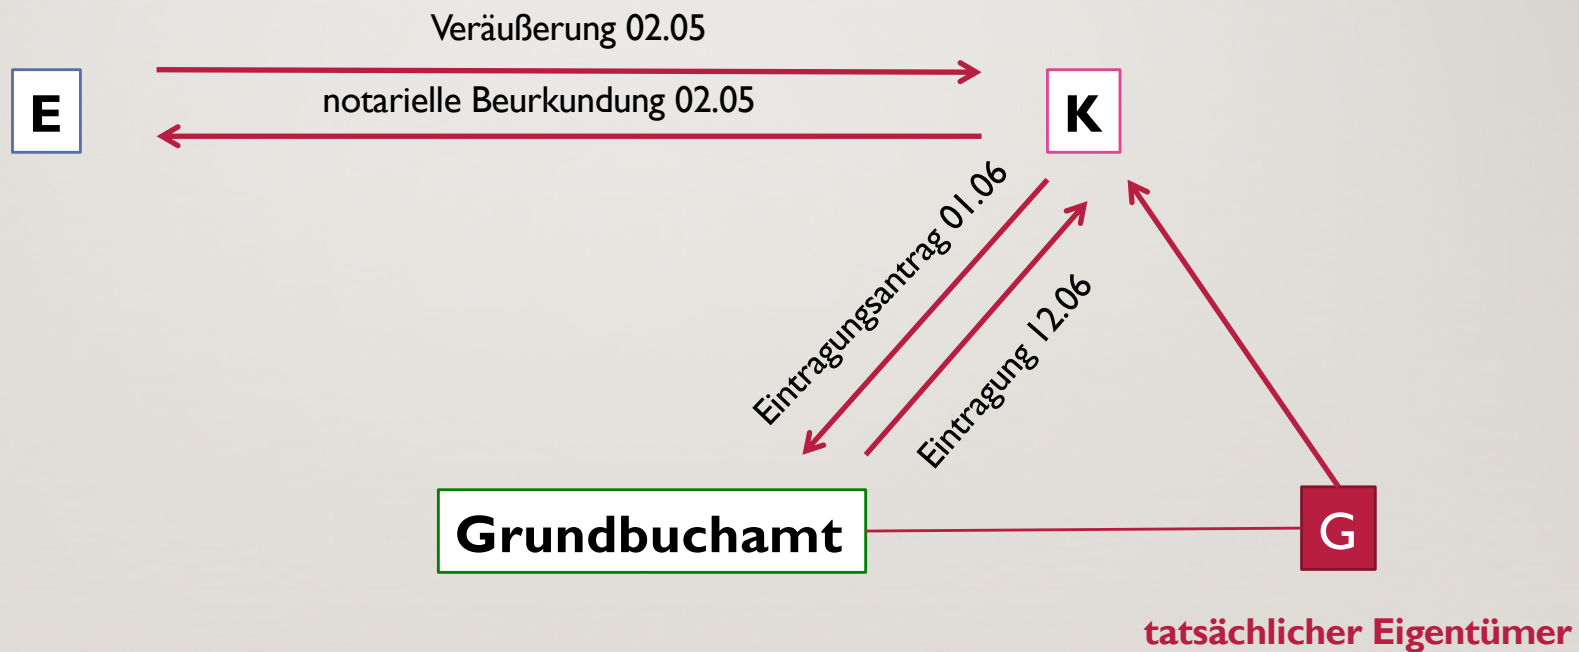 Veräußerung 02.05
E
notarielle Beurkundung 02.05
K
Eintragungsantrag 01.06
Eintragung 12.06
Grundbuchamt
G
tatsächlicher Eigentümer